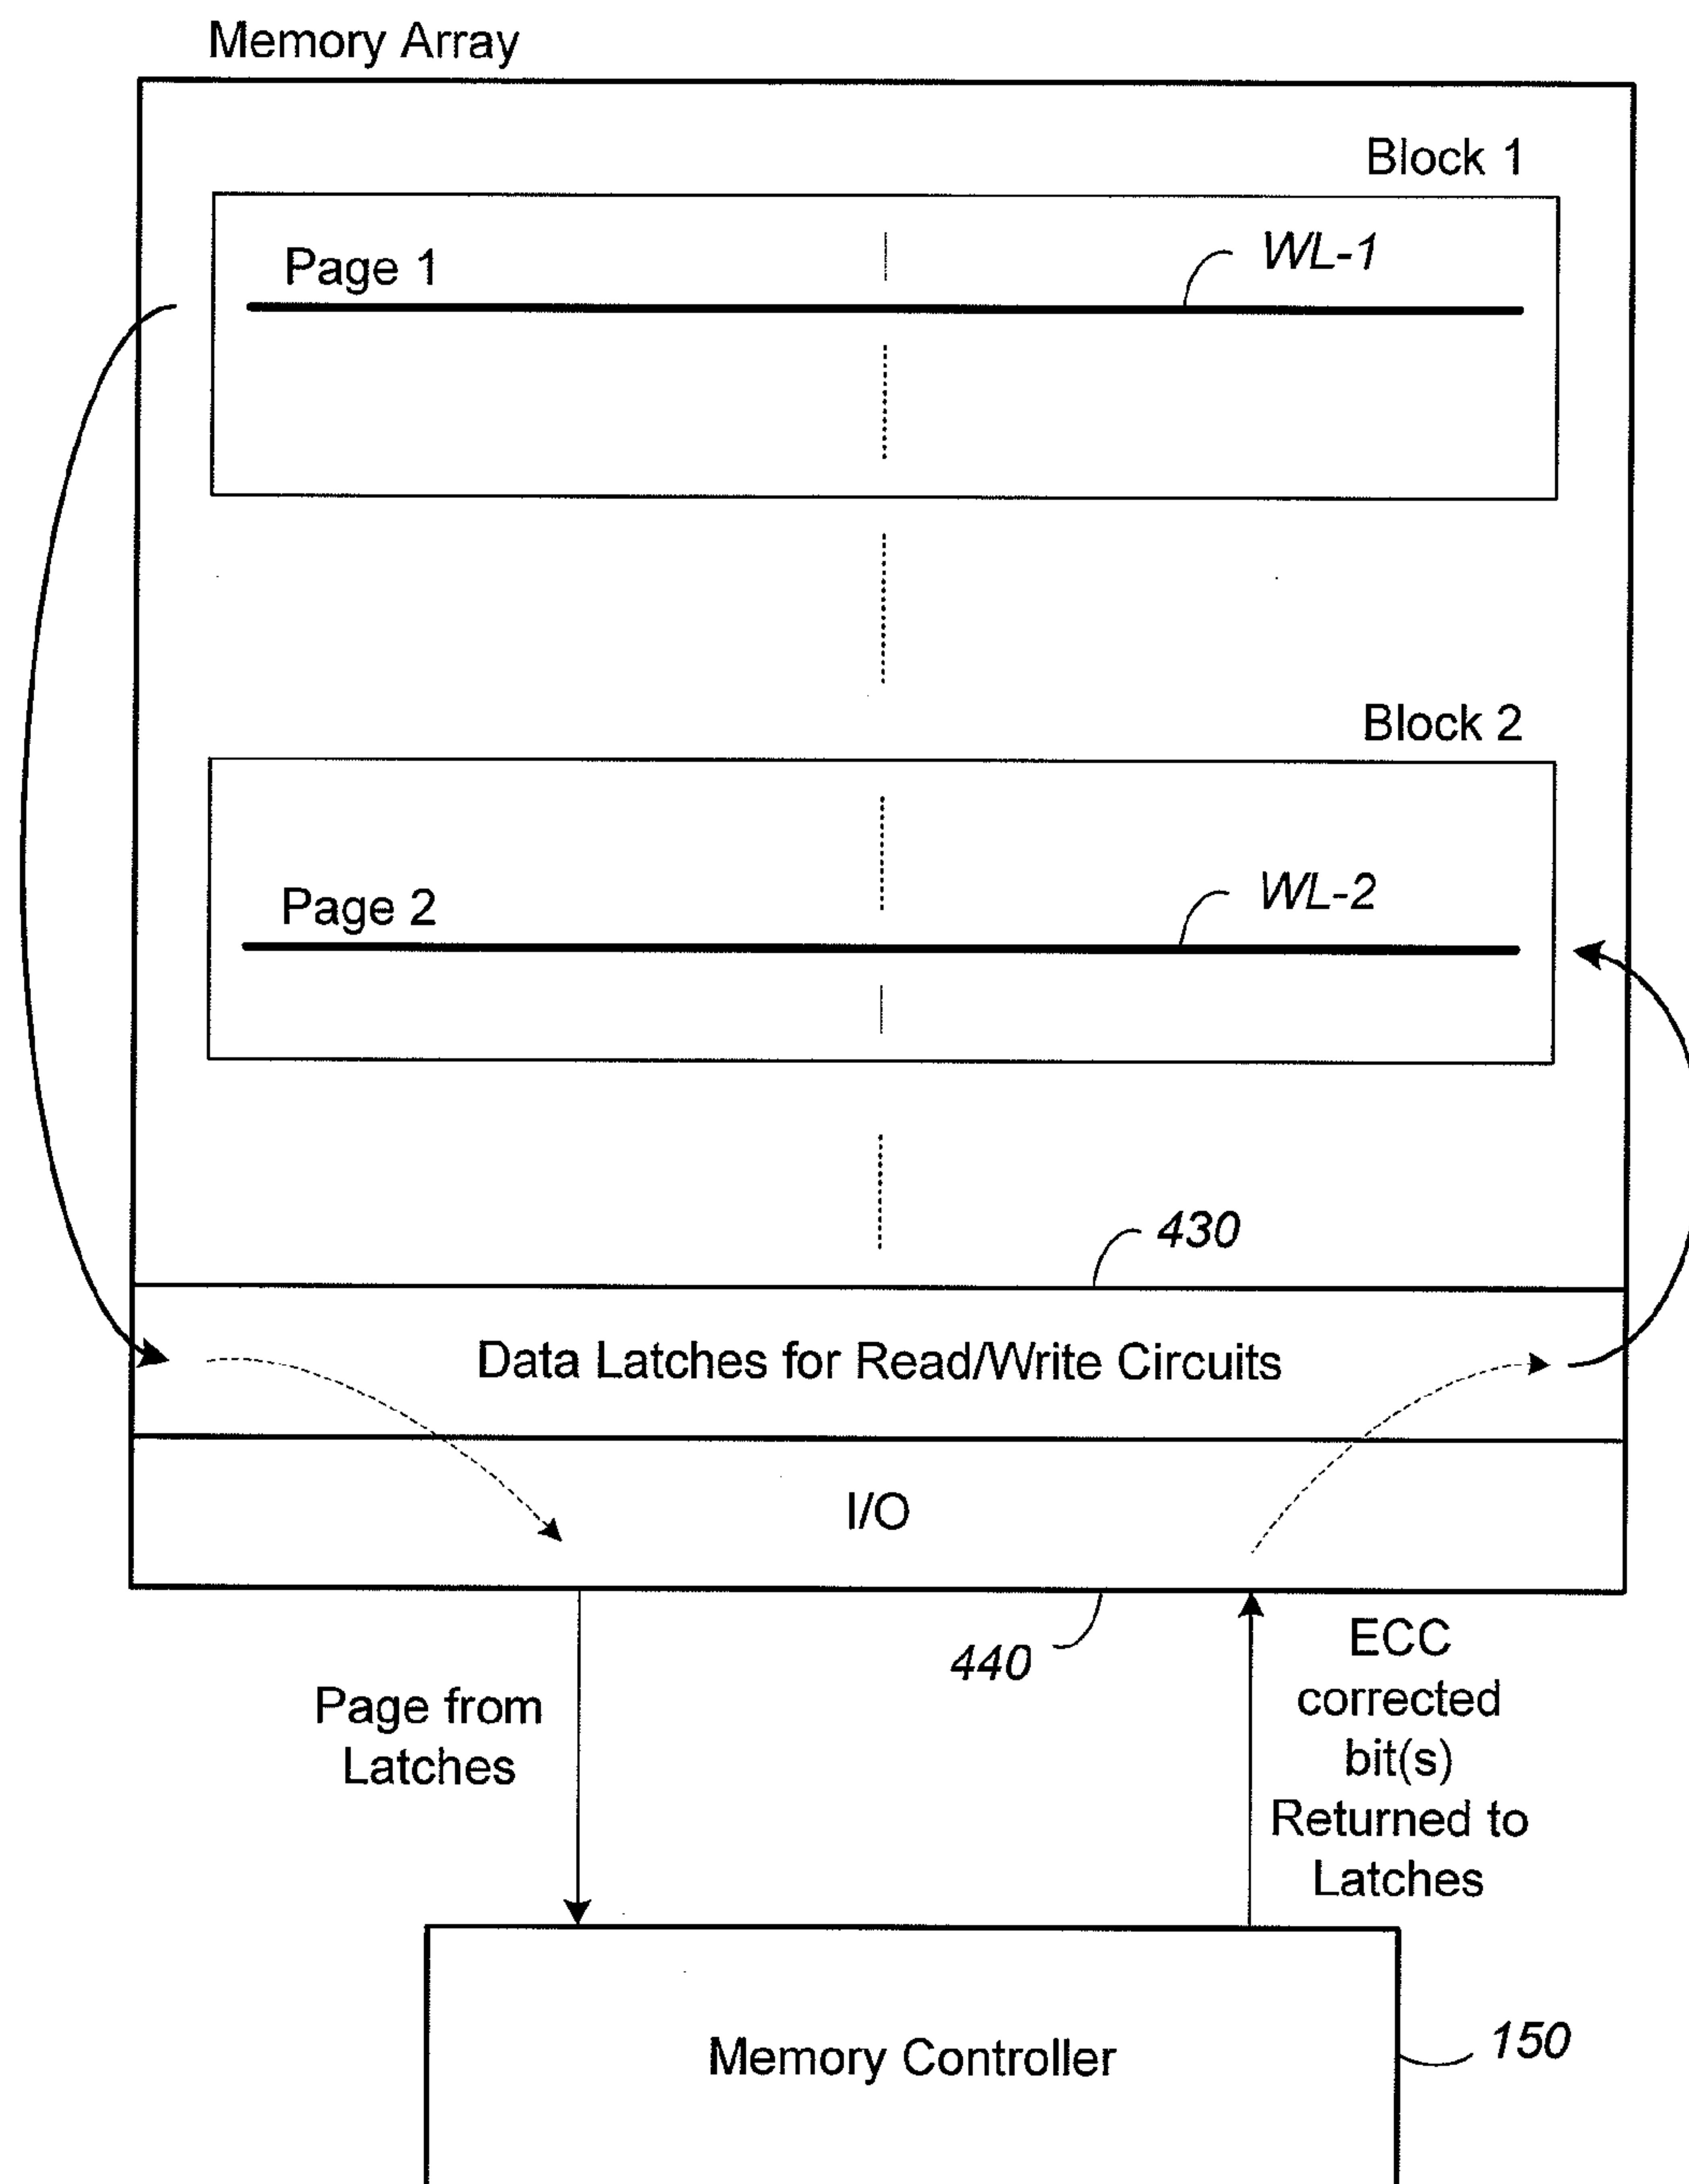 Memory Array
Block 1
Page 1
WL-1
Block 2
Page 2
WL-2
430
Data Latches for Read/Write Circuits
I/O
440
Page from
Latches
ECC
corrected
bit(s)
Returned to
Latches
Memory Controller
150